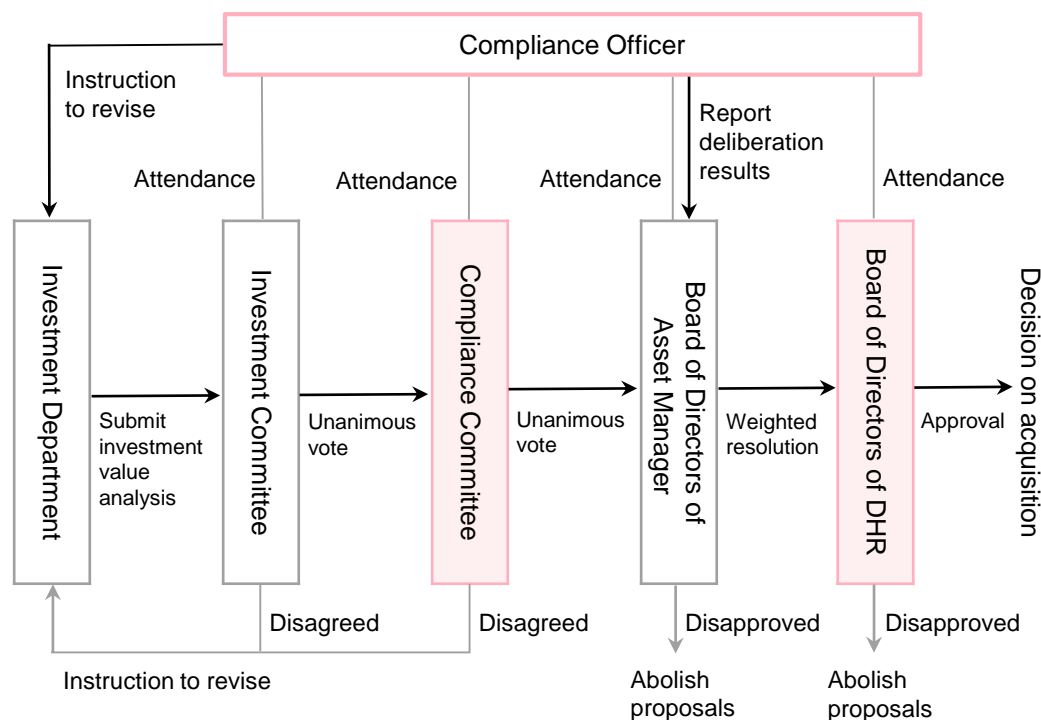 Compliance Officer
Instruction
to revise
Report
deliberation
results
Attendance
Attendance
Attendance
Attendance
Investment Department
Investment Committee
Compliance Committee
Board of Directors of
Asset Manager
Board of Directors of DHR
Decision on acquisition
Submit
investment
value
analysis
Unanimous
vote
Unanimous
vote
Weighted
resolution
Approval
Disagreed
Disagreed
Disapproved
Disapproved
Instruction to revise
Abolish
proposals
Abolish
proposals